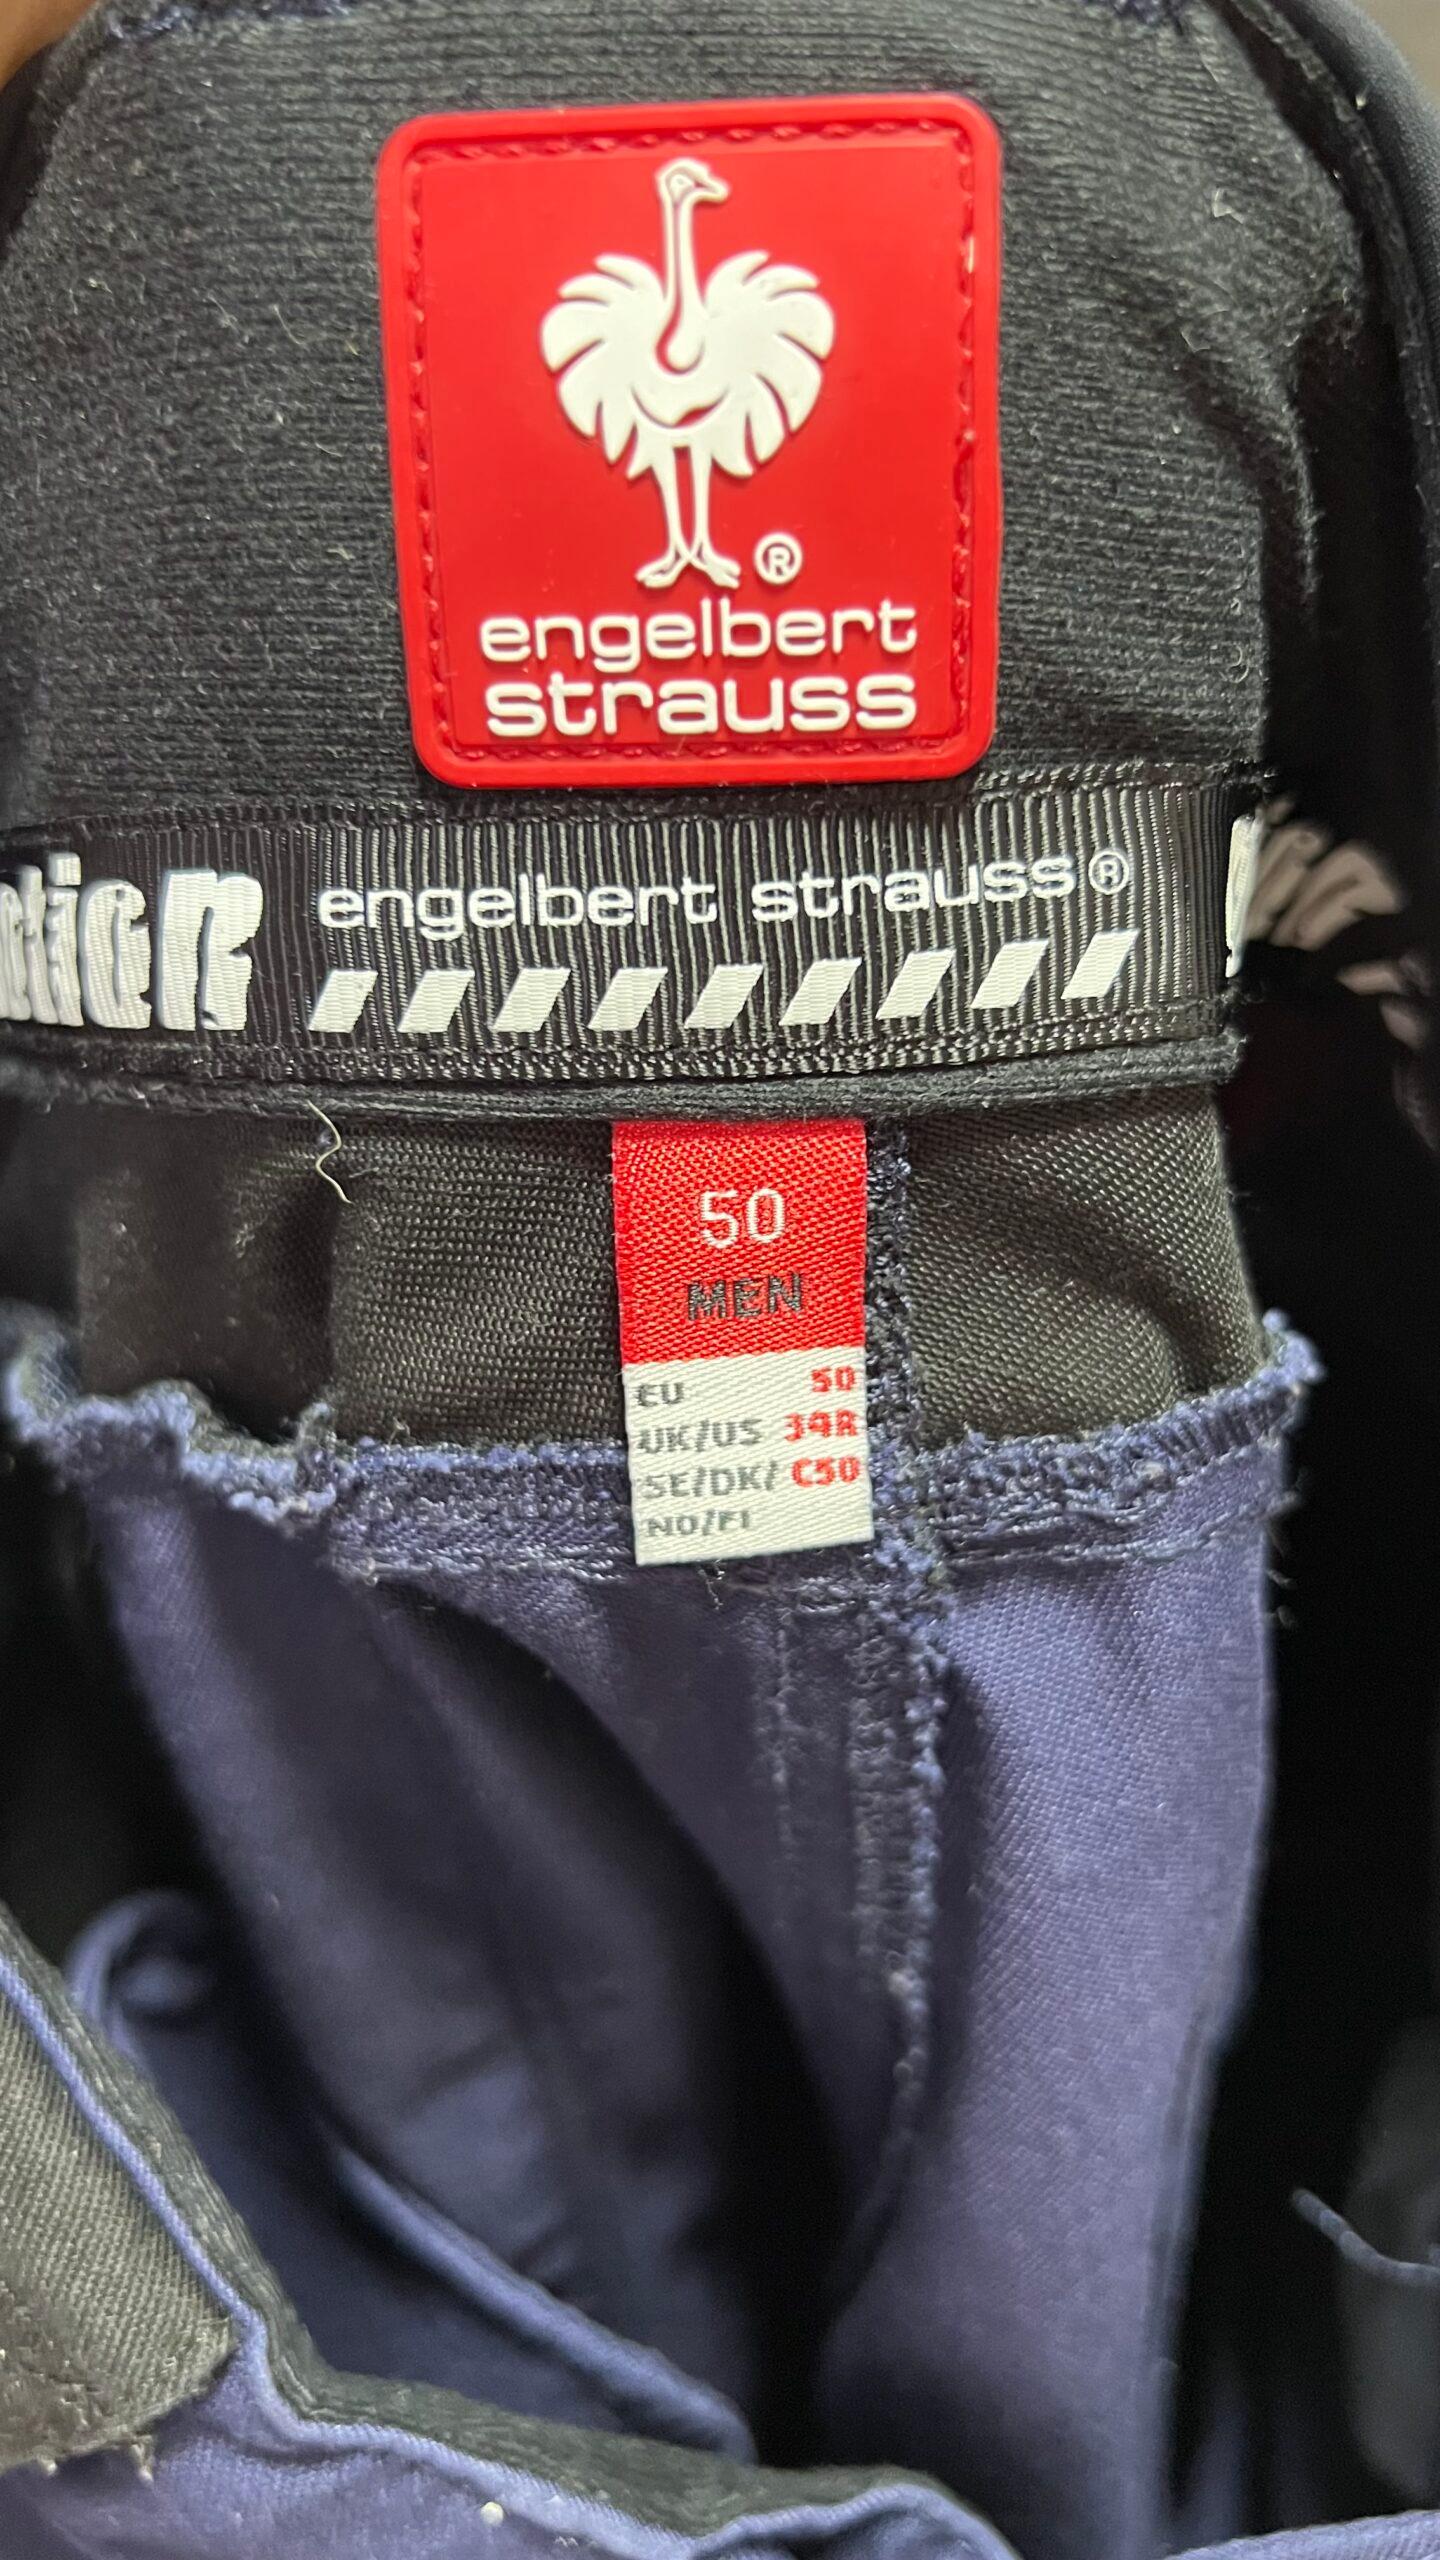 ®
engelbert
strauss
engelbert strauss®
50
MEN
EU 50
UK/US 34R
SE/DK/ C50
NO/FI